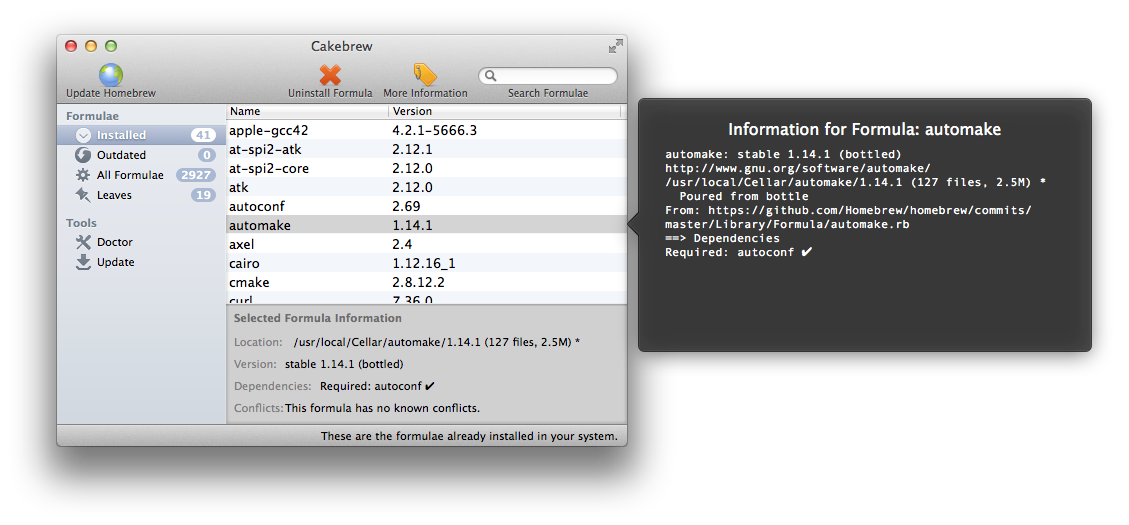 Cakebrew
Update Homebrew
Uninstall Formula
More Information
Search Formulae
Formulae
Installed 41
Outdated 0
All Formulae 2927
Leaves 19
Tools
Doctor
Update
Name Version
apple-gcc42 4.2.1-5666.3
at-spi2-atk 2.12.1
at-spi2-core 2.12.0
atk 2.12.0
autoconf 2.69
automake 1.14.1
axel 2.4
cairo 1.12.16_1
cmake 2.8.12.2
curl 7.36.0
Selected Formula Information
Location: /usr/local/Cellar/automake/1.14.1 (127 files, 2.5M) *
Version: stable 1.14.1 (bottled)
Dependencies: Required: autoconf ✔
Conflicts: This formula has no known conflicts.
These are the formulae already installed in your system.
Information for Formula: automake
automake: stable 1.14.1 (bottled)
http://www.gnu.org/software/automake/
/usr/local/Cellar/automake/1.14.1 (127 files, 2.5M) *
Poured from bottle
From: https://github.com/Homebrew/homebrew/commits/
master/Library/Formula/automake.rb
==> Dependencies
Required: autoconf ✔